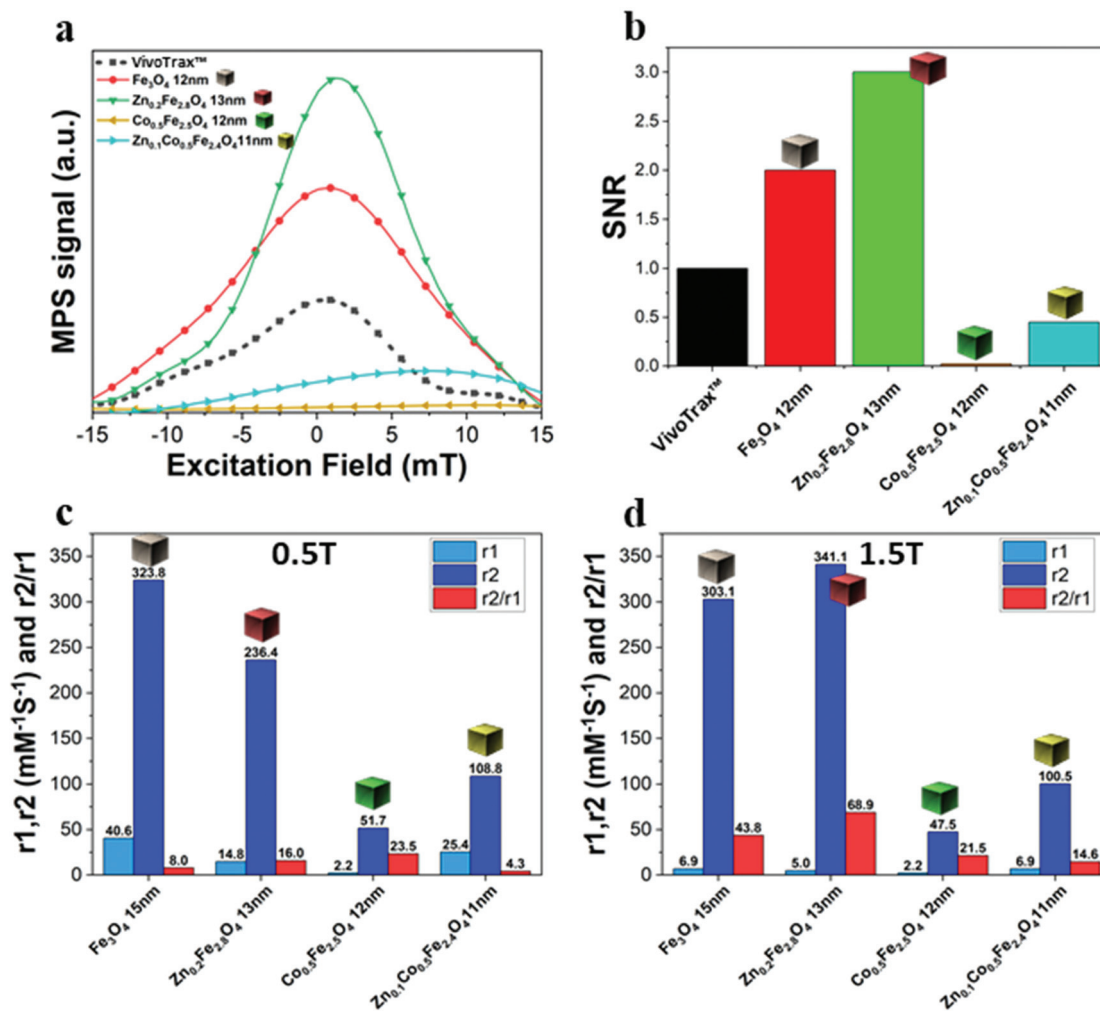 a
MPS signal (a.u.)
VivoTrax™
Fe₃O₄ 12nm
Zn₀.₂Fe₂.₈O₄ 13nm
Co₀.₅Fe₂.₅O₄ 12nm
Zn₀.₁Co₀.₅Fe₂.₄O₄11nm
-15
-10
-5
0
5
10
15
Excitation Field (mT)
b
SNR
3.0
2.5
2.0
1.5
1.0
0.5
0.0
VivoTrax™
Fe₃O₄ 12nm
Zn₀.₂Fe₂.₈O₄ 13nm
Co₀.₅Fe₂.₅O₄ 12nm
Zn₀.₁Co₀.₅Fe₂.₄O₄11nm
c
0.5T
r1,r2 (mM⁻¹S⁻¹) and r2/r1
350
300
250
200
150
100
50
0
r1
r2
r2/r1
40.6
323.8
8.0
14.8
236.4
16.0
2.2
51.7
23.5
25.4
108.8
4.3
Fe₃O₄ 15nm
Zn₀.₂Fe₂.₈O₄ 13nm
Co₀.₅Fe₂.₅O₄ 12nm
Zn₀.₁Co₀.₅Fe₂.₄O₄11nm
d
1.5T
r1,r2 (mM⁻¹S⁻¹) and r2/r1
350
300
250
200
150
100
50
0
r1
r2
r2/r1
6.9
303.1
43.8
5.0
341.1
68.9
2.2
47.5
21.5
6.9
100.5
14.6
Fe₃O₄ 15nm
Zn₀.₂Fe₂.₈O₄ 13nm
Co₀.₅Fe₂.₅O₄ 12nm
Zn₀.₁Co₀.₅Fe₂.₄O₄11nm